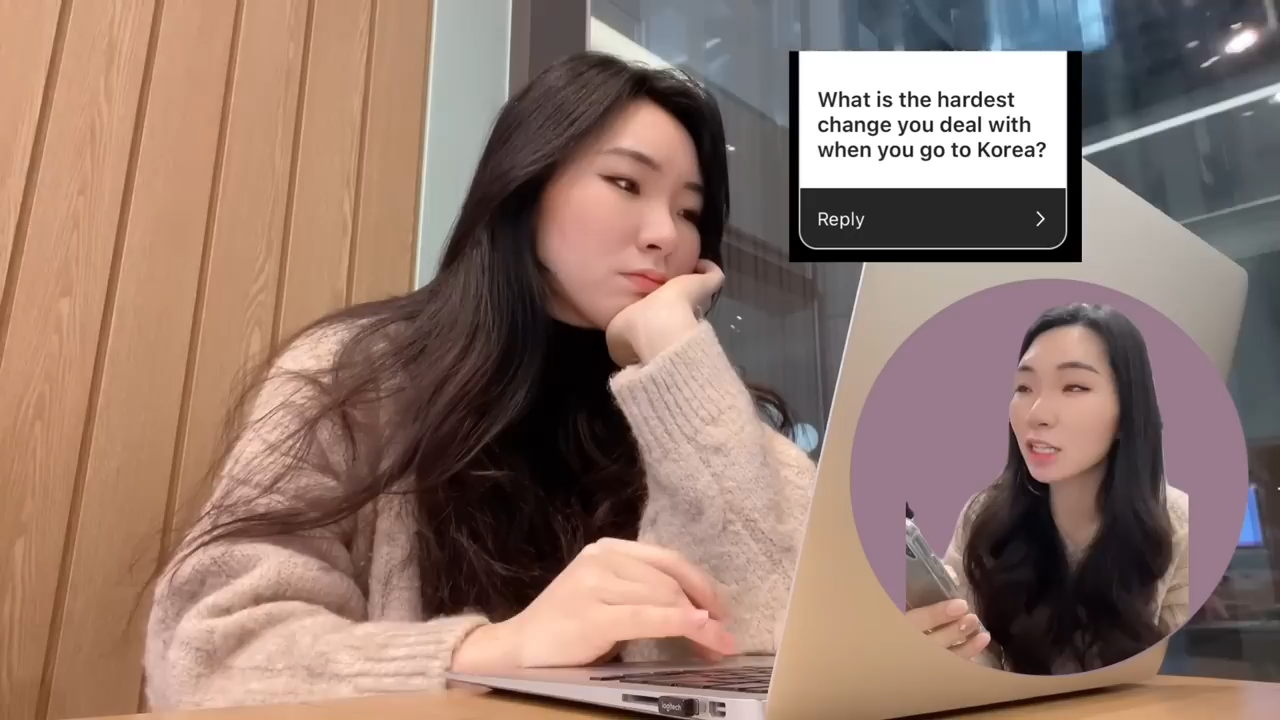 What is the hardest
change you deal with
when you go to Korea?
Reply
logitech